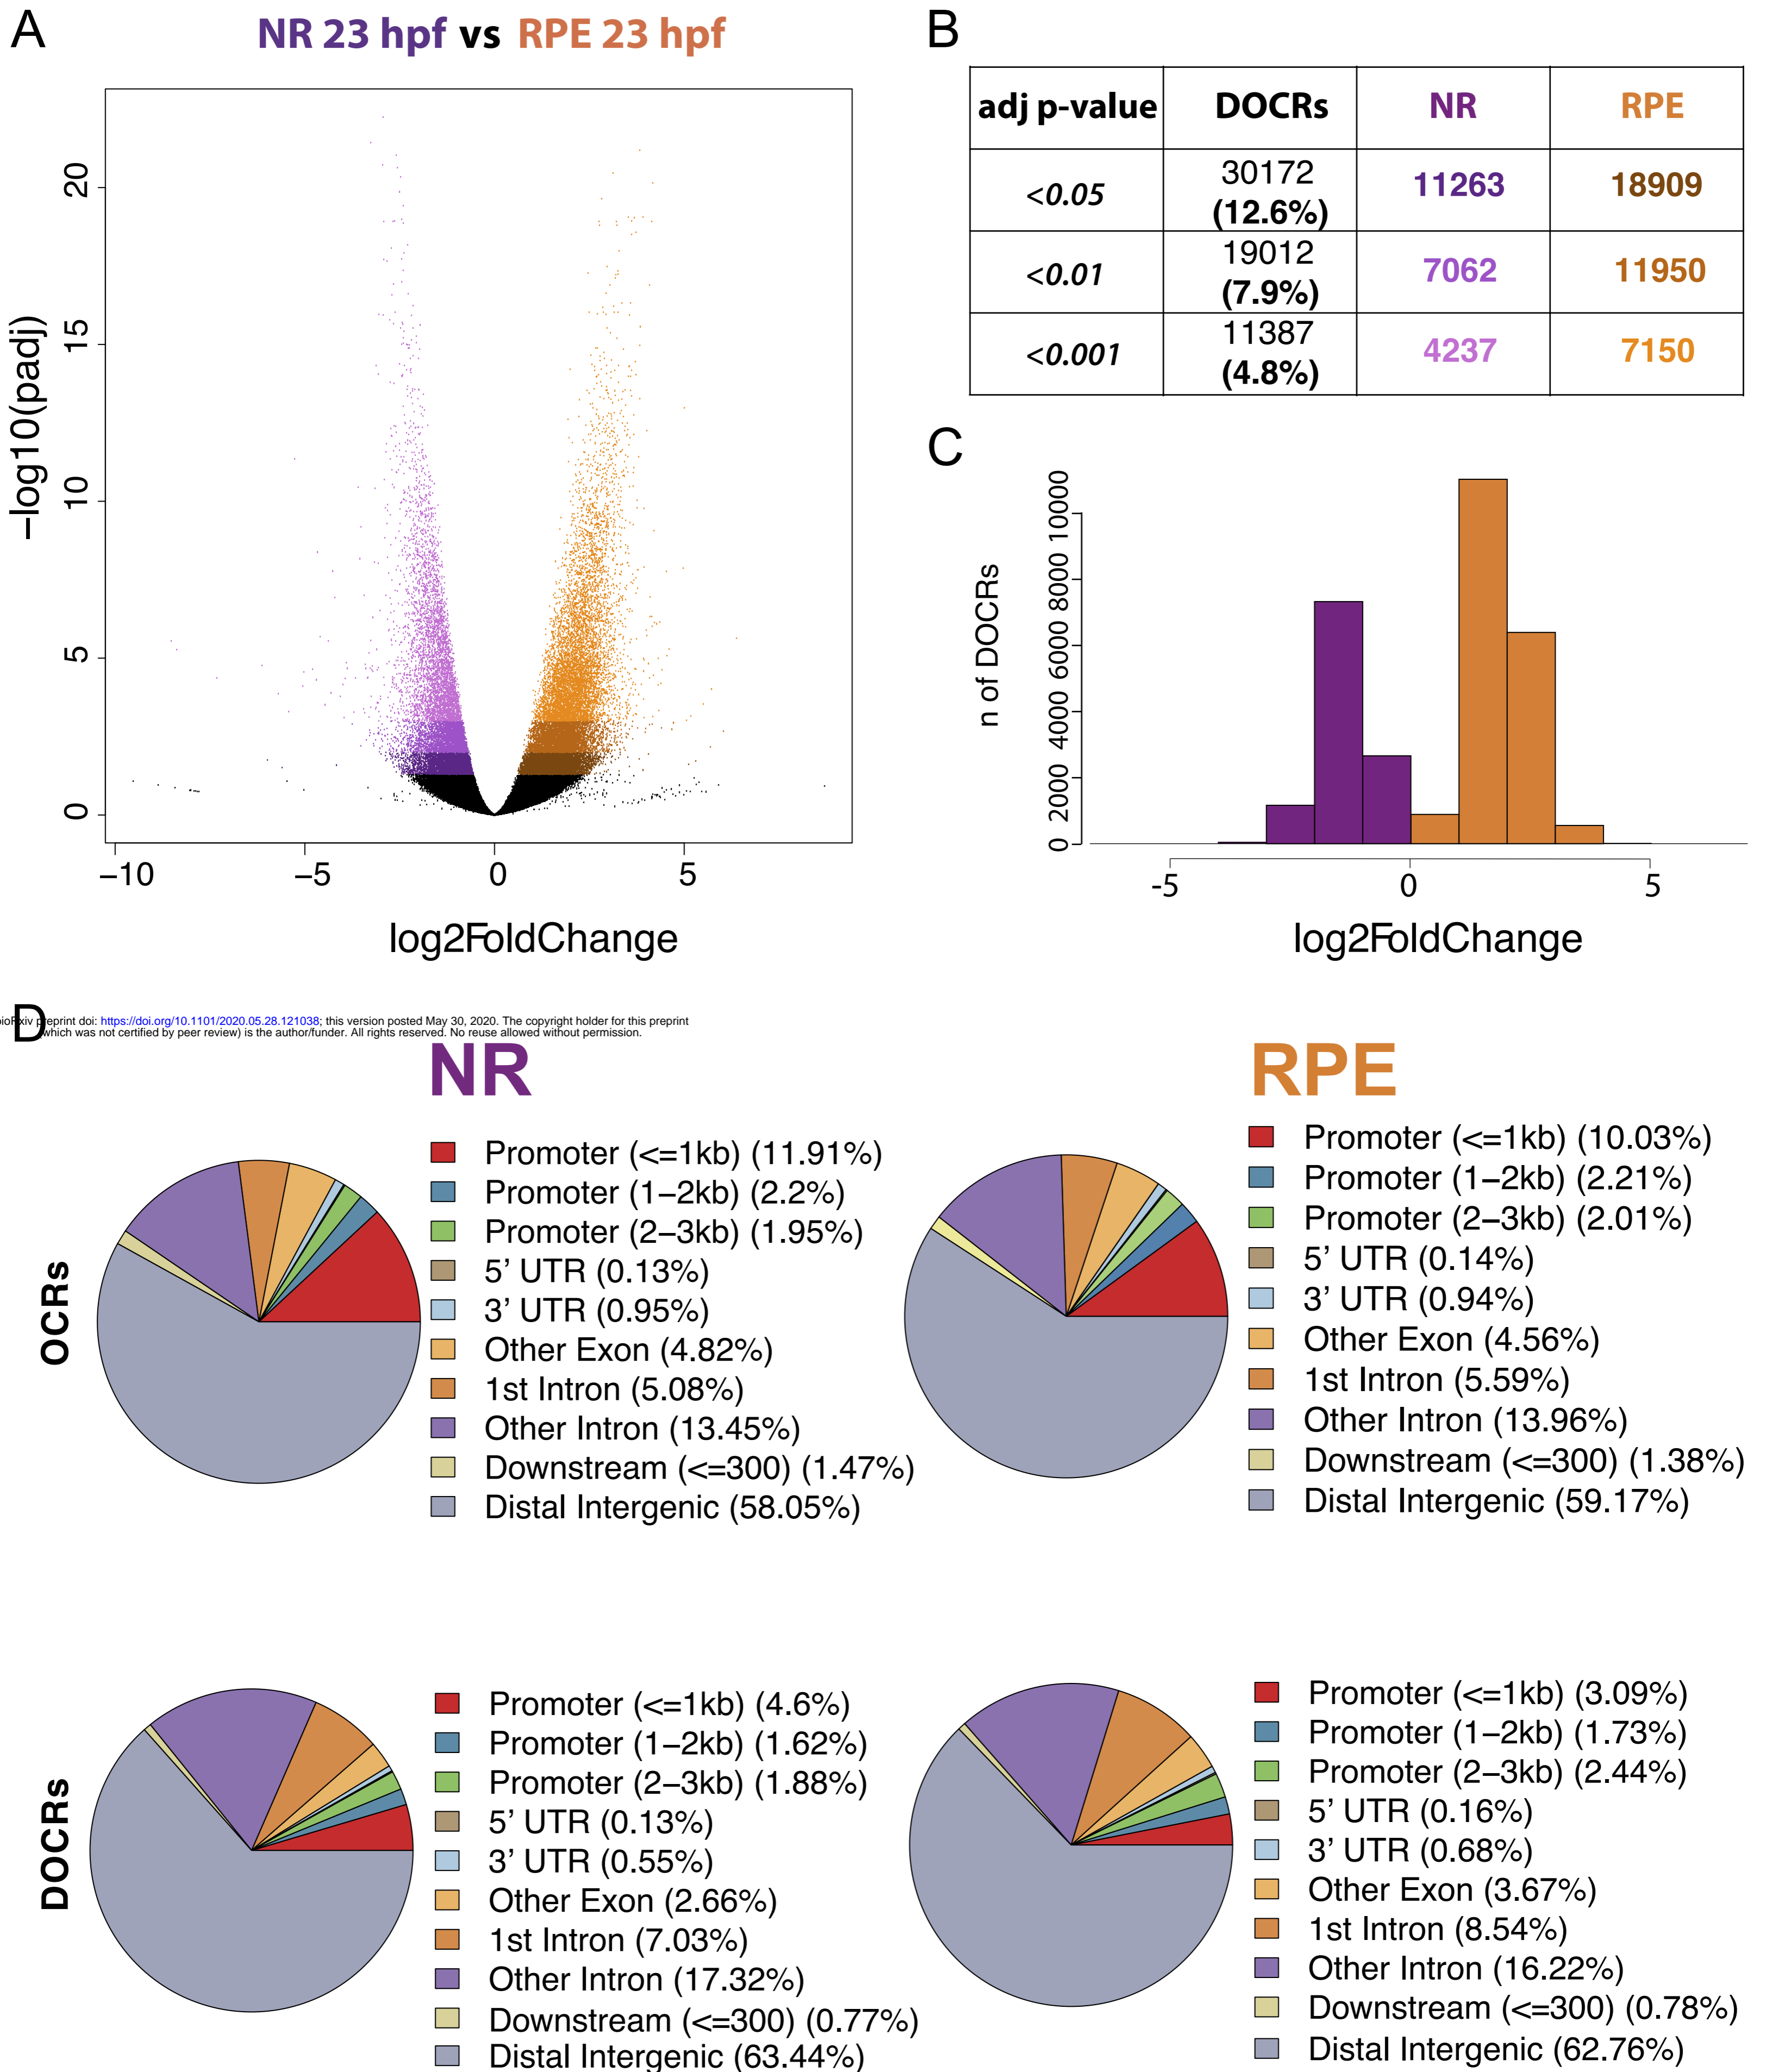 A
NR 23 hpf vs RPE 23 hpf
−log10(padj)
20
15
10
5
0
−10
−5
0
5
log2FoldChange
B
adj p-value DOCRs NR RPE
<0.05 30172 (12.6%) 11263 18909
<0.01 19012 (7.9%) 7062 11950
<0.001 11387 (4.8%) 4237 7150
C
n of DOCRs
0 2000 4000 6000 8000 10000
-5
0
5
log2FoldChange
D
bioRxiv preprint doi: https://doi.org/10.1101/2020.05.28.121038; this version posted May 30, 2020. The copyright holder for this preprint
(which was not certified by peer review) is the author/funder. All rights reserved. No reuse allowed without permission.
NR
RPE
OCRs
Promoter (<=1kb) (11.91%)
Promoter (1−2kb) (2.2%)
Promoter (2−3kb) (1.95%)
5’ UTR (0.13%)
3’ UTR (0.95%)
Other Exon (4.82%)
1st Intron (5.08%)
Other Intron (13.45%)
Downstream (<=300) (1.47%)
Distal Intergenic (58.05%)
Promoter (<=1kb) (10.03%)
Promoter (1−2kb) (2.21%)
Promoter (2−3kb) (2.01%)
5’ UTR (0.14%)
3’ UTR (0.94%)
Other Exon (4.56%)
1st Intron (5.59%)
Other Intron (13.96%)
Downstream (<=300) (1.38%)
Distal Intergenic (59.17%)
DOCRs
Promoter (<=1kb) (4.6%)
Promoter (1−2kb) (1.62%)
Promoter (2−3kb) (1.88%)
5’ UTR (0.13%)
3’ UTR (0.55%)
Other Exon (2.66%)
1st Intron (7.03%)
Other Intron (17.32%)
Downstream (<=300) (0.77%)
Distal Intergenic (63.44%)
Promoter (<=1kb) (3.09%)
Promoter (1−2kb) (1.73%)
Promoter (2−3kb) (2.44%)
5’ UTR (0.16%)
3’ UTR (0.68%)
Other Exon (3.67%)
1st Intron (8.54%)
Other Intron (16.22%)
Downstream (<=300) (0.78%)
Distal Intergenic (62.76%)